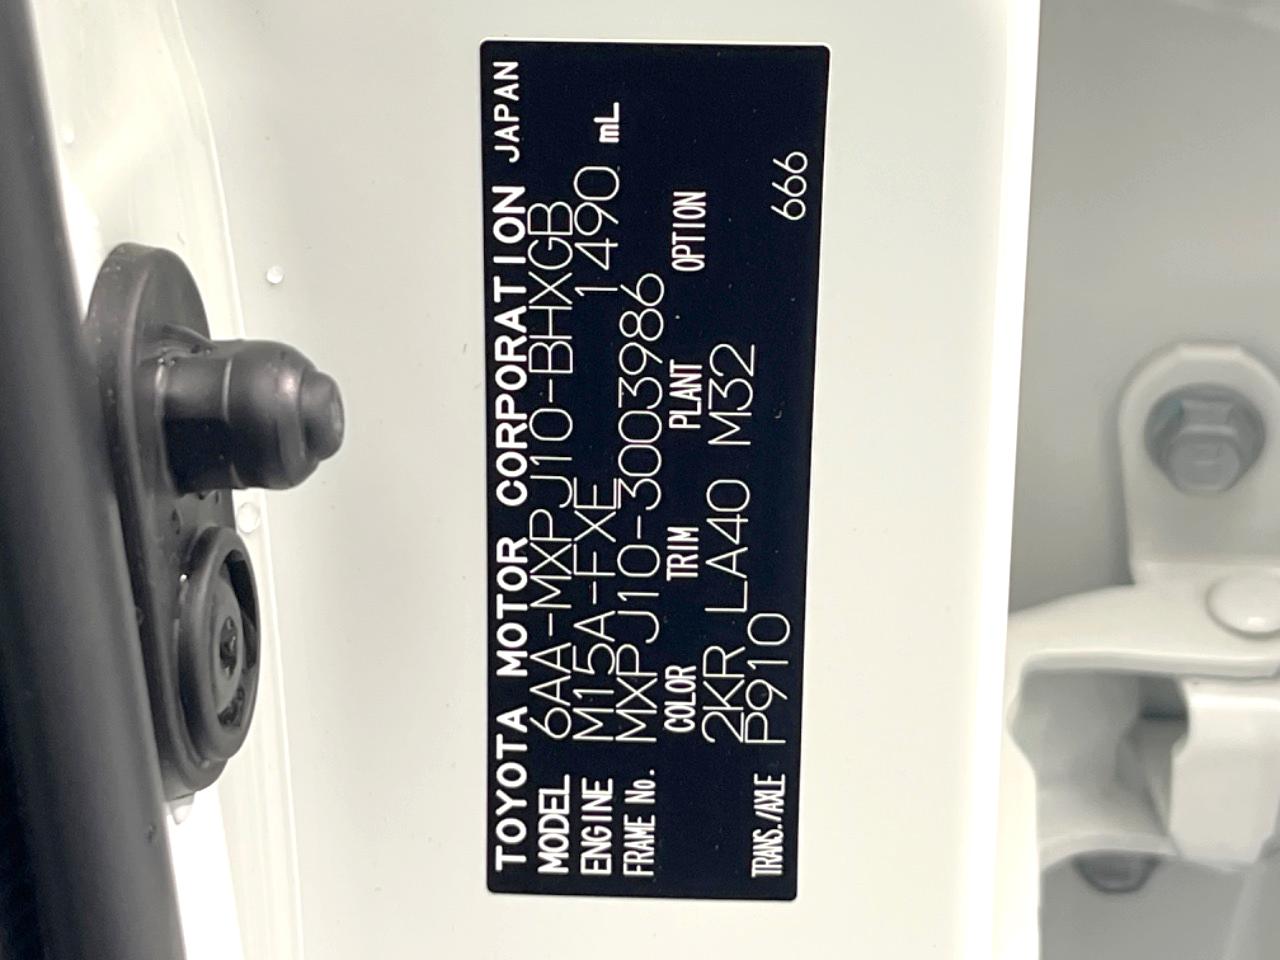 TOYOTA MOTOR CORPORATION JAPAN
MODEL 6AA-MXPJ10-BHXGB
ENGINE M15A-FXE 1490 mL
FRAME No. MXPJ10-3003986
COLOR TRIM PLANT OPTION
2KR LA40 M32
TRANS./AXLE P910 666